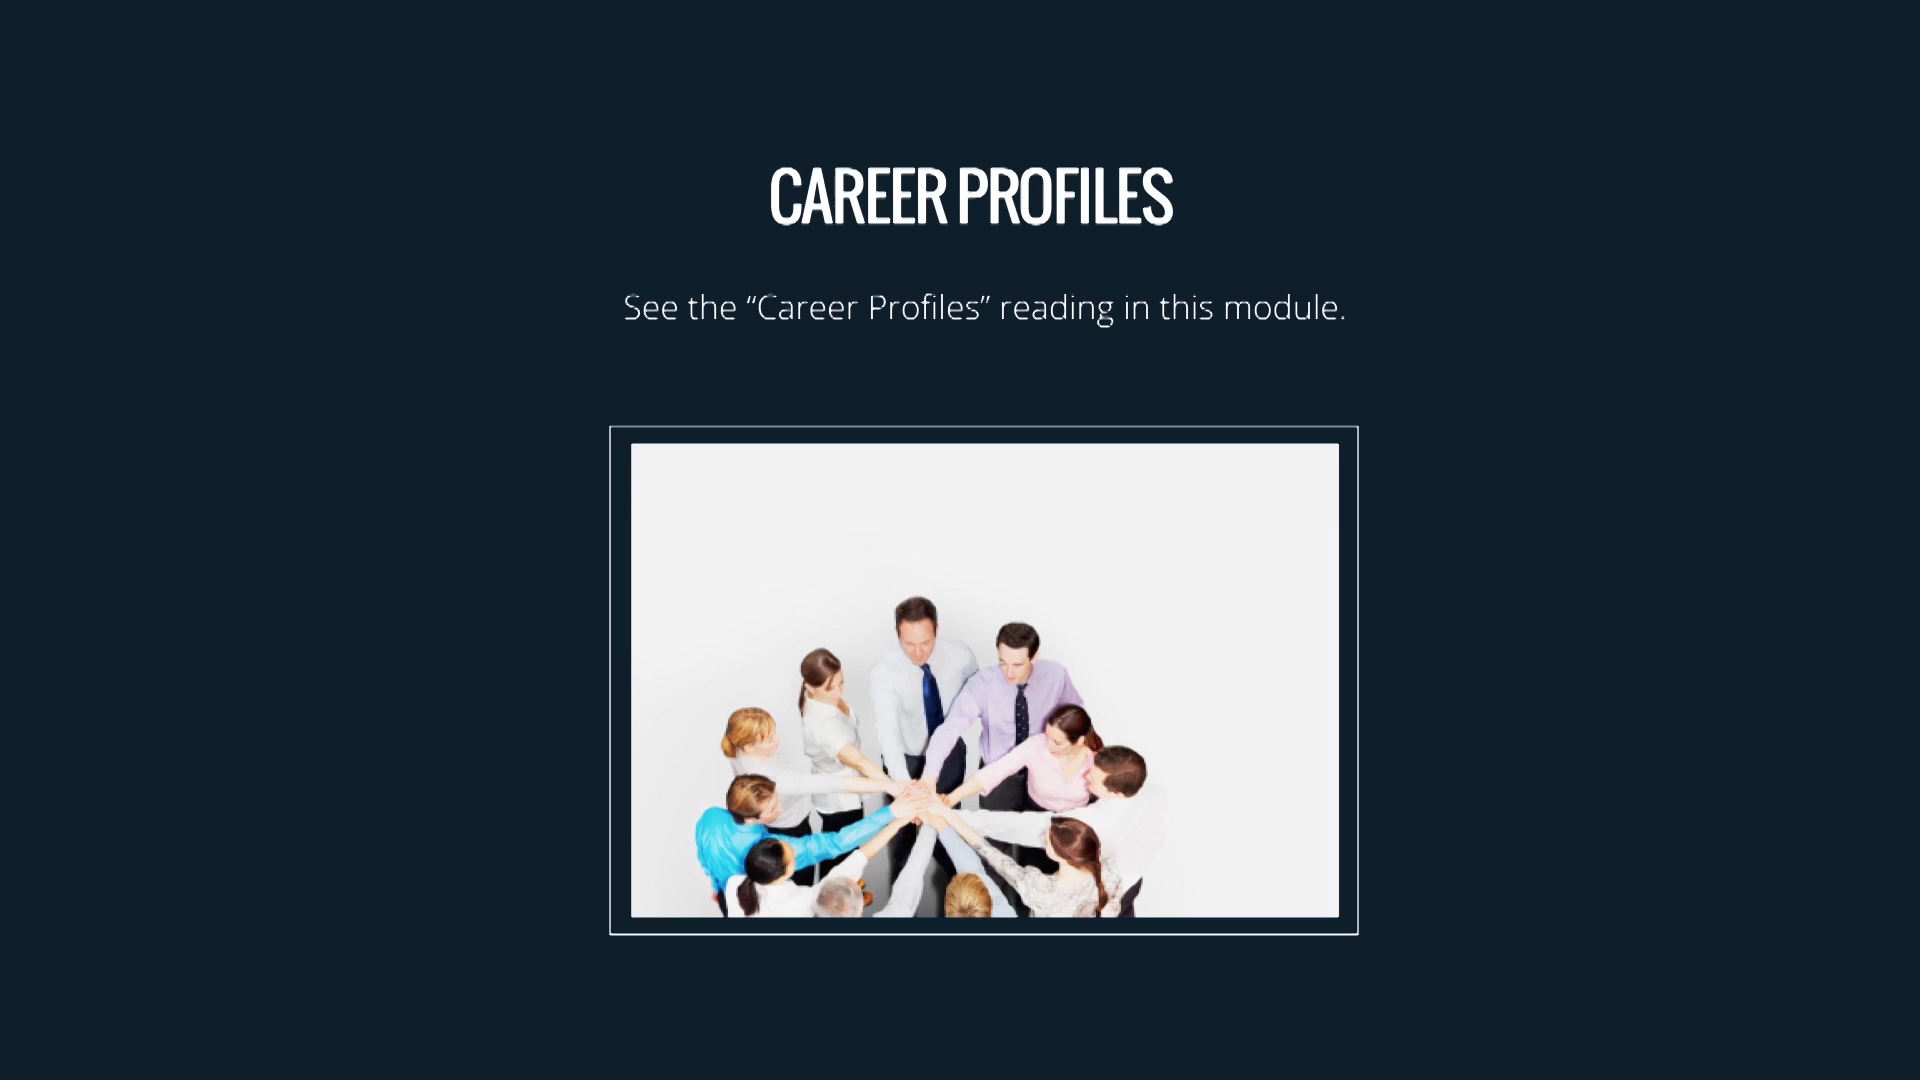 CAREER PROFILES
See the “Career Profiles” reading in this module.